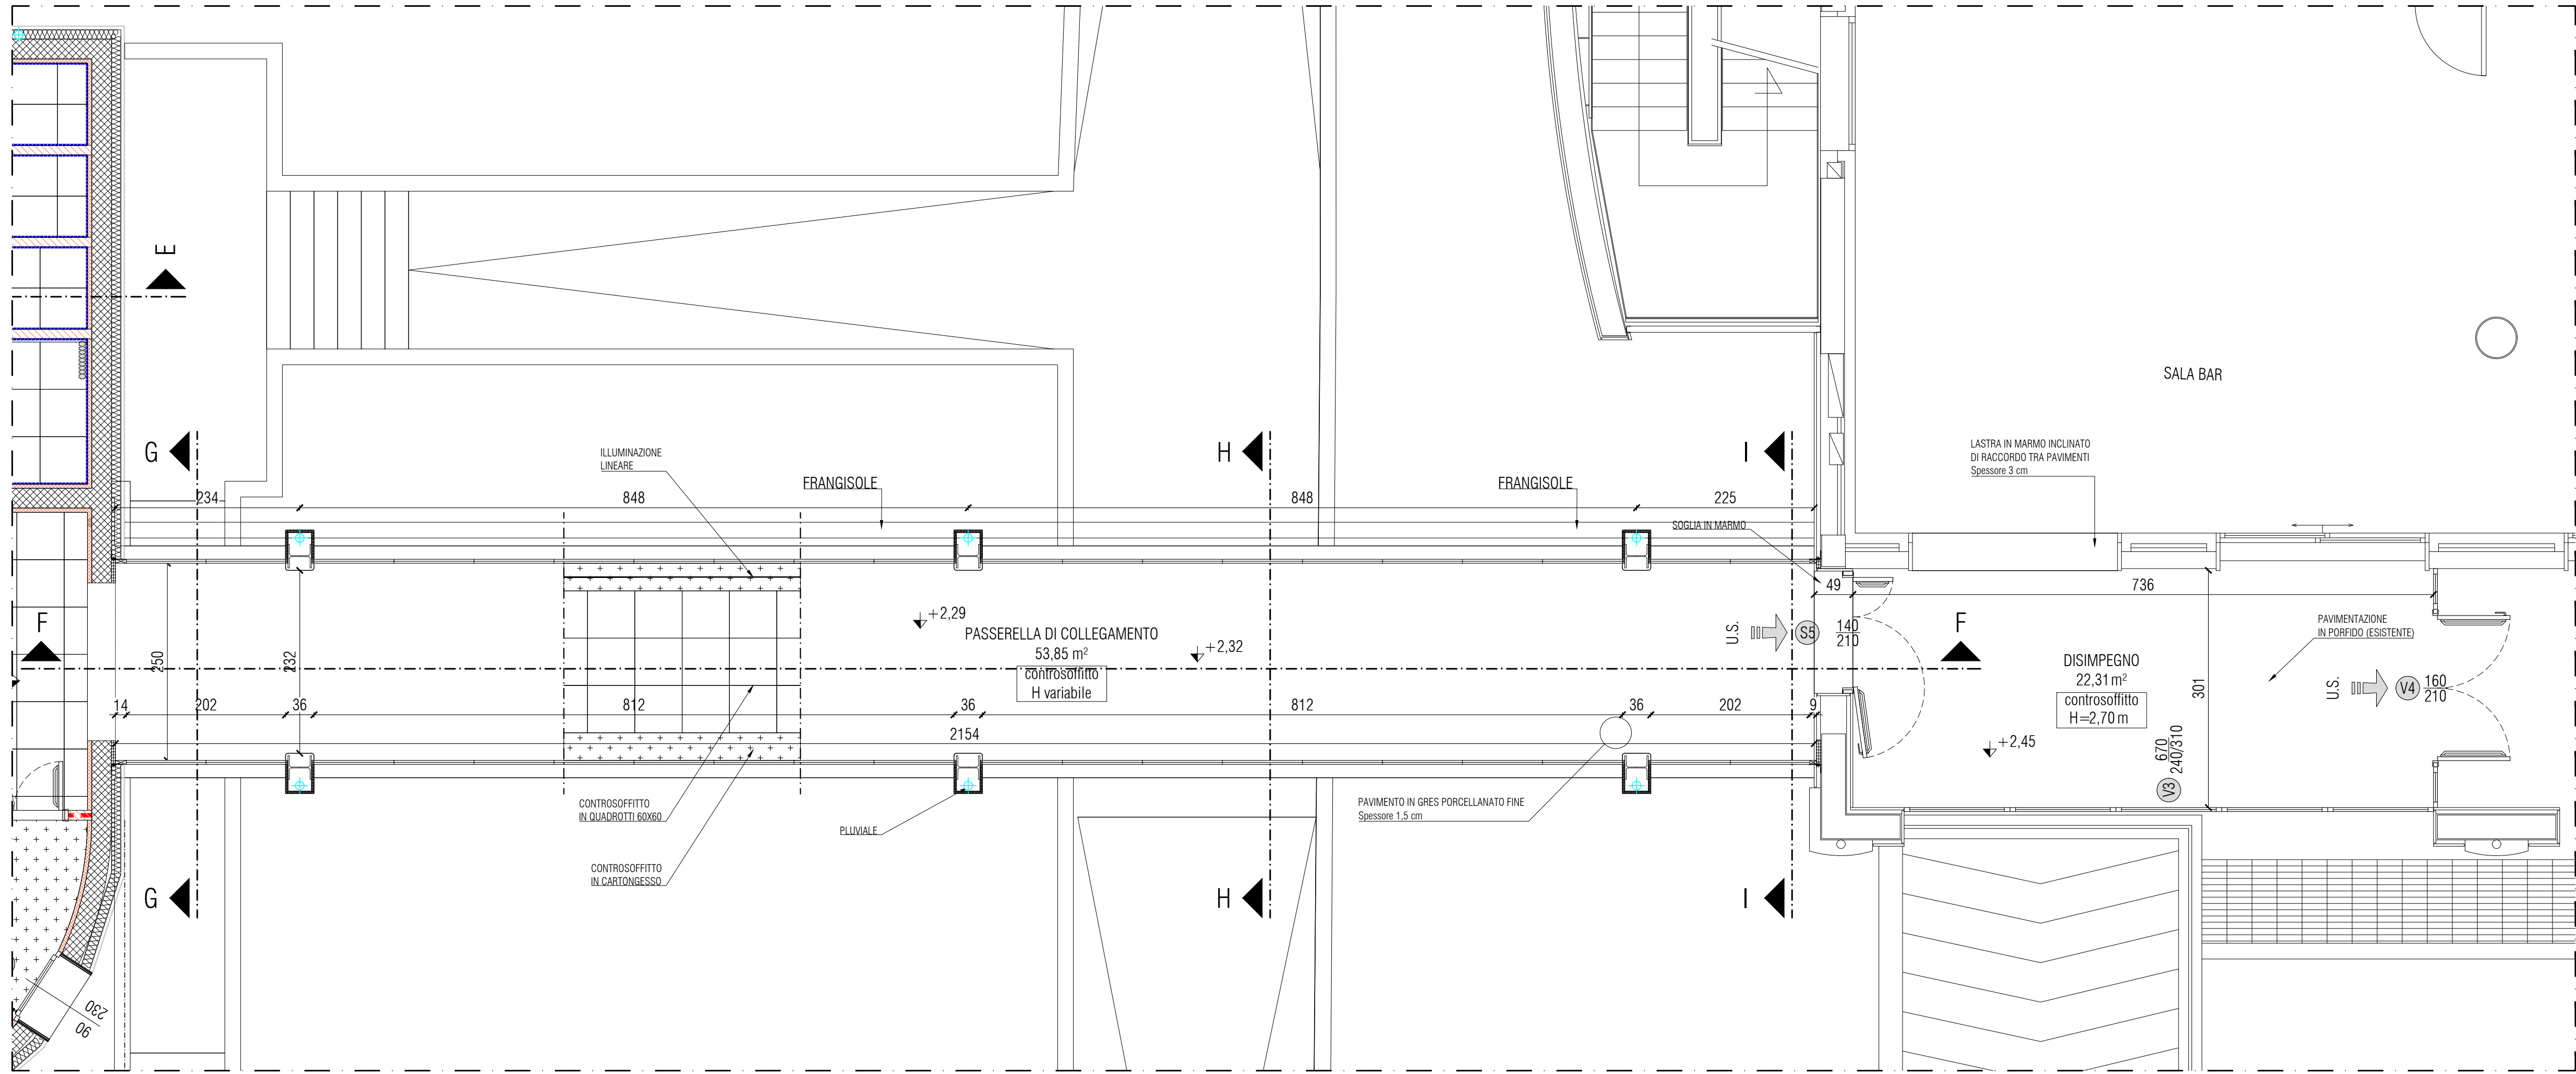 E
SALA BAR
G
H
I
ILLUMINAZIONE
LINEARE
FRANGISOLE
FRANGISOLE
LASTRA IN MARMO INCLINATO
DI RACCORDO TRA PAVIMENTI
Spessore 3 cm
234
848
848
225
SOGLIA IN MARMO
49
736
F
250
232
+2,29
PASSERELLA DI COLLEGAMENTO
53,85 m²
controsoffitto
H variabile
+2,32
U.S.
S5
140
210
F
PAVIMENTAZIONE
IN PORFIDO (ESISTENTE)
DISIMPEGNO
22,31 m²
controsoffitto
H=2,70 m
301
U.S.
V4
160
210
14
202
36
812
36
812
36
202
9
2154
+2,45
670
240/310
V3
CONTROSOFFITTO
IN QUADROTTI 60X60
PLUVIALE
PAVIMENTO IN GRES PORCELLANATO FINE
Spessore 1,5 cm
CONTROSOFFITTO
IN CARTONGESSO
G
H
I
90
230